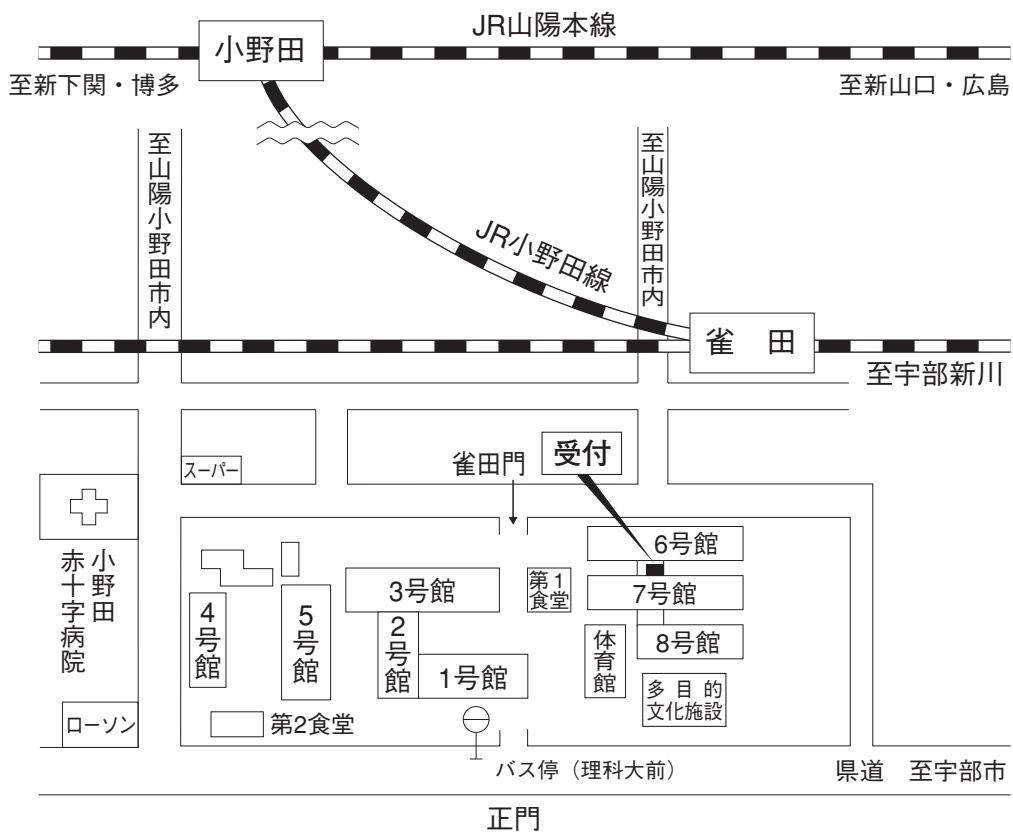 JR山陽本線
小野田
至新下関・博多
至新山口・広島
至山陽小野田市内
至山陽小野田市内
JR小野田線
雀　田
至宇部新川
スーパー
雀田門
受付
小野田
赤十字病院
ローソン
4号館
5号館
3号館
2号館
1号館
第2食堂
第1
食堂
6号館
7号館
8号館
体育館
多目的
文化施設
バス停（理科大前）
県道　至宇部市
正門